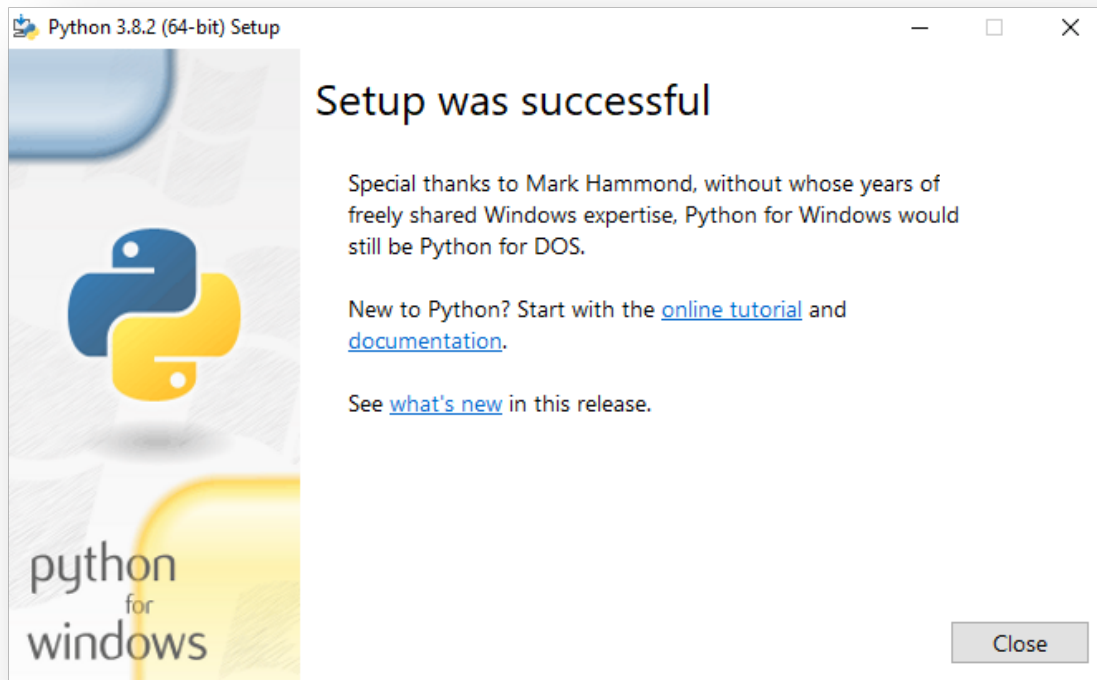 Python 3.8.2 (64-bit) Setup
Setup was successful
Special thanks to Mark Hammond, without whose years of
freely shared Windows expertise, Python for Windows would
still be Python for DOS.
New to Python? Start with the online tutorial and
documentation.
See what's new in this release.
python
for
windows
Close